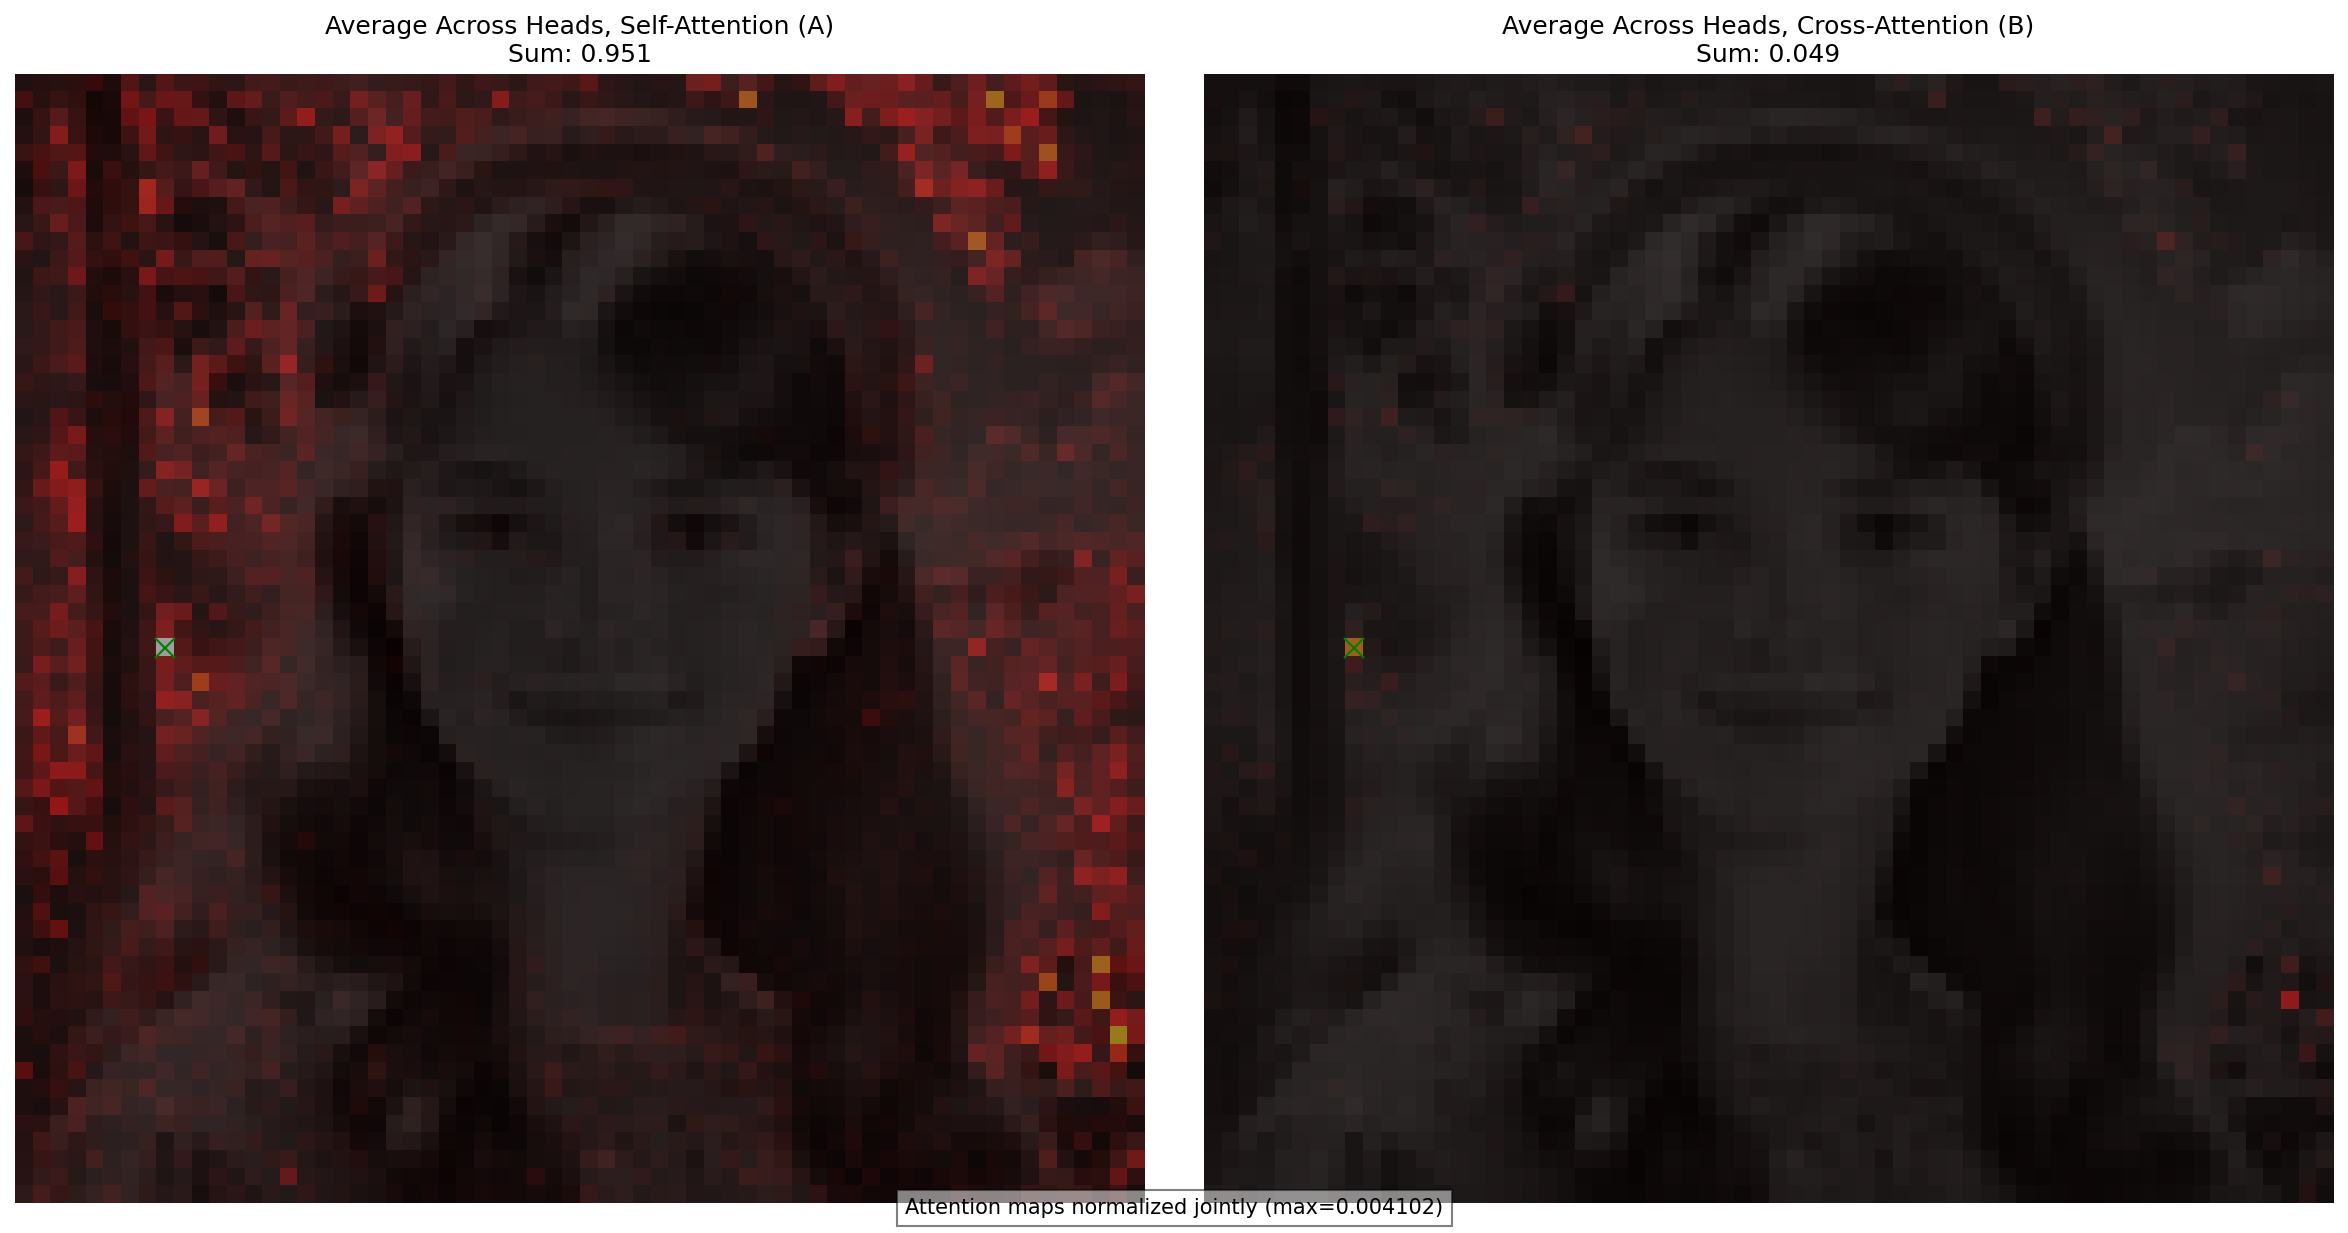 Average Across Heads, Self-Attention (A)
Sum: 0.951
Average Across Heads, Cross-Attention (B)
Sum: 0.049
Attention maps normalized jointly (max=0.004102)